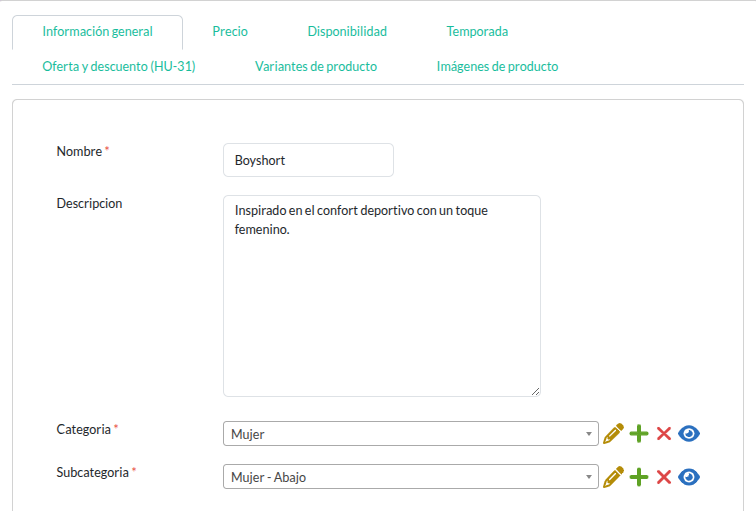 Información general Precio Disponibilidad Temporada
Oferta y descuento (HU-31) Variantes de producto Imágenes de producto
Nombre * Boyshort
Descripcion Inspirado en el confort deportivo con un toque
femenino.
Categoria * Mujer
Subcategoria * Mujer - Abajo